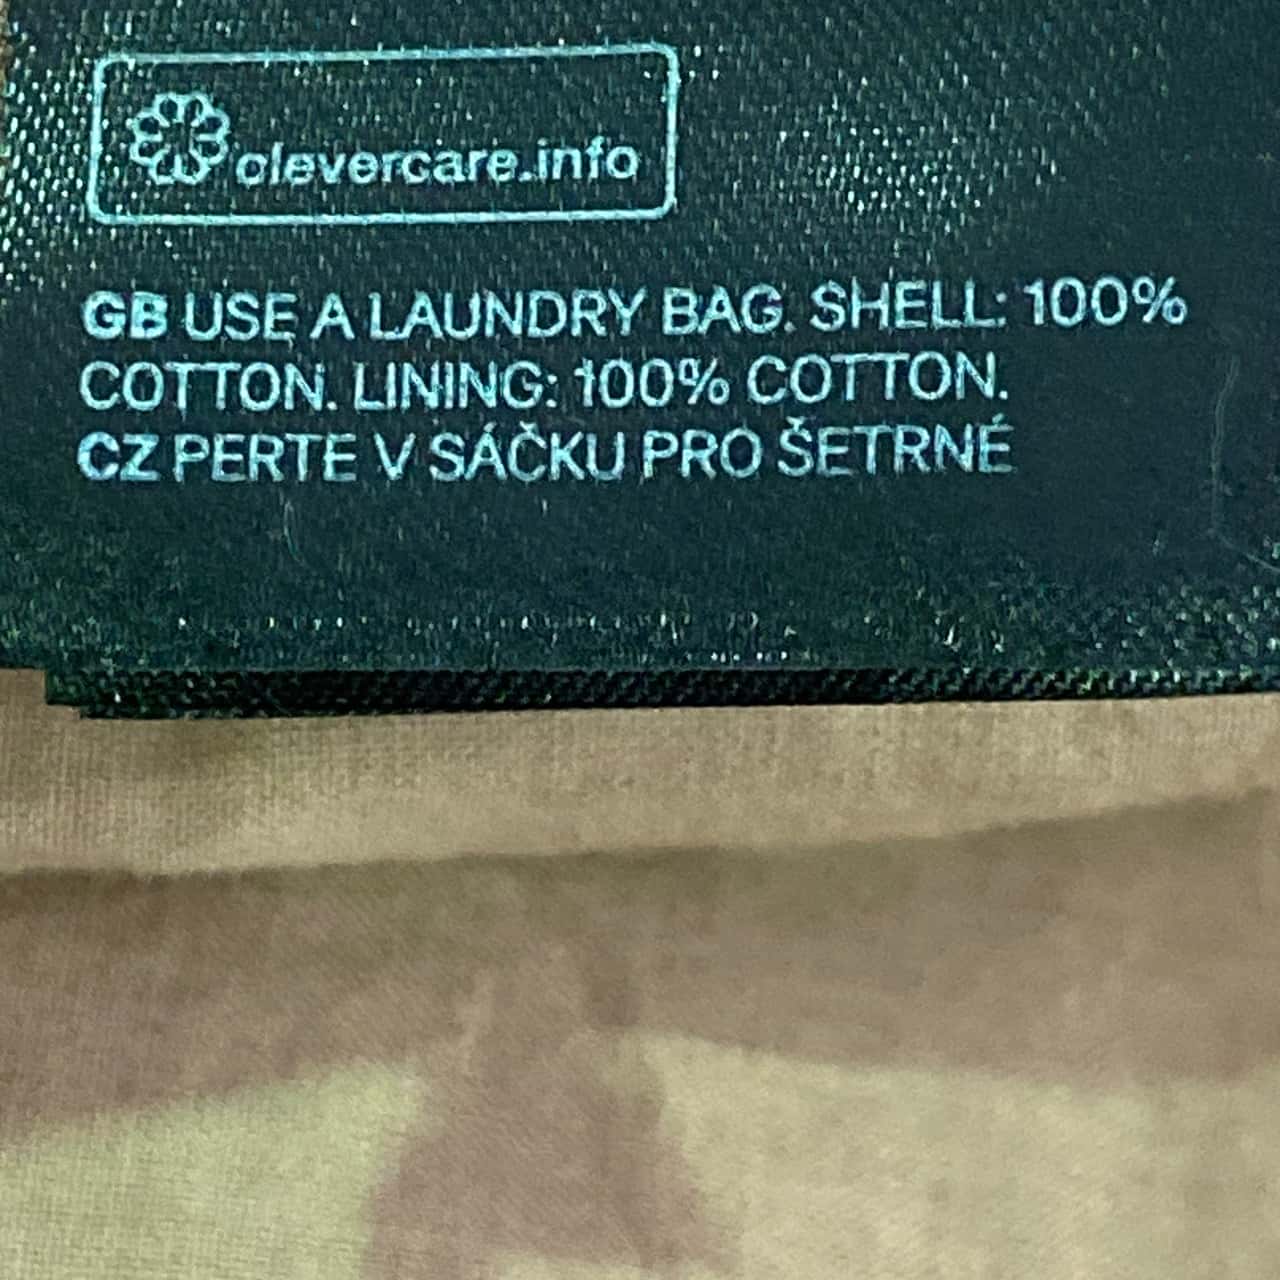 clevercare.info
GB USE A LAUNDRY BAG. SHELL: 100%
COTTON. LINING: 100% COTTON.
CZ PERTE V SÁČKU PRO ŠETRNÉ